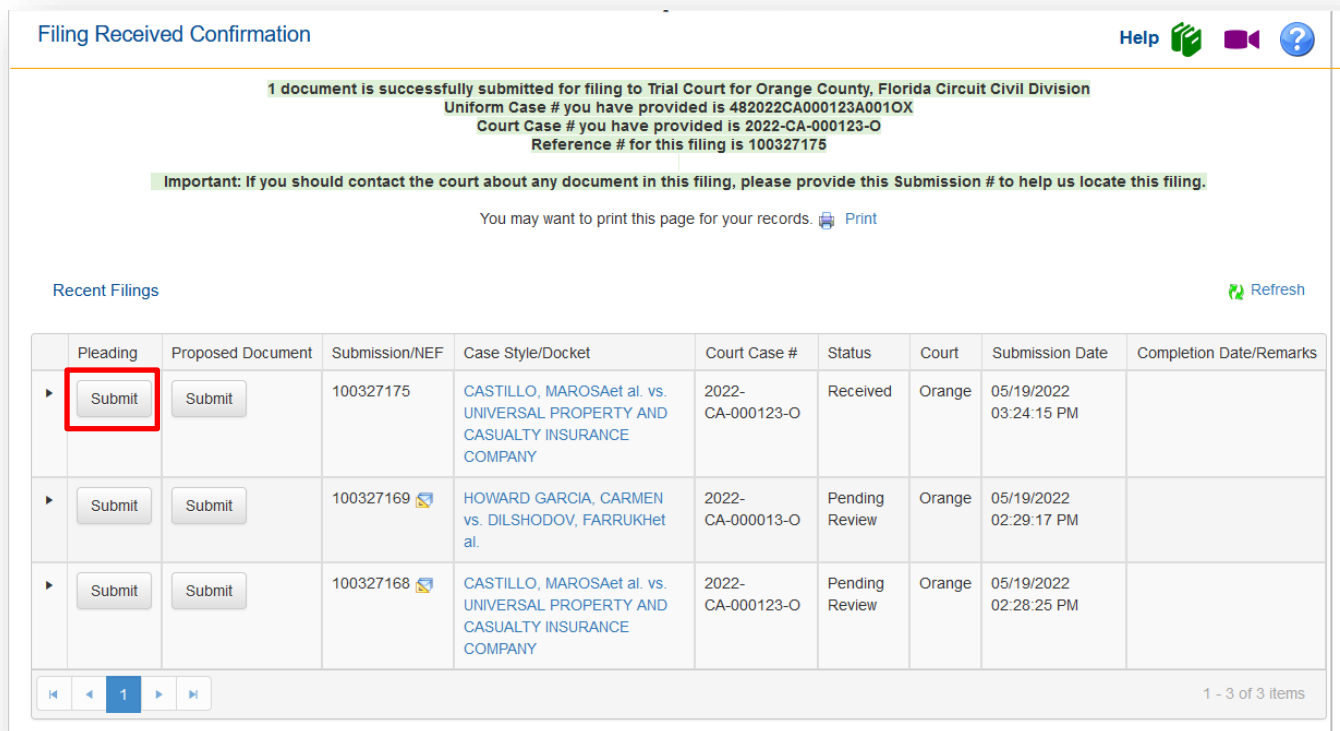 Filing Received Confirmation
Help
1 document is successfully submitted for filing to Trial Court for Orange County, Florida Circuit Civil Division
Uniform Case # you have provided is 482022CA000123A001OX
Court Case # you have provided is 2022-CA-000123-O
Reference # for this filing is 100327175
Important: If you should contact the court about any document in this filing, please provide this Submission # to help us locate this filing.
You may want to print this page for your records. Print
Recent Filings
Refresh
Pleading Proposed Document Submission/NEF Case Style/Docket Court Case # Status Court Submission Date Completion Date/Remarks
Submit Submit 100327175 CASTILLO, MAROSAet al. vs. 2022- Received Orange 05/19/2022
UNIVERSAL PROPERTY AND CA-000123-O 03:24:15 PM
CASUALTY INSURANCE
COMPANY
Submit Submit 100327169 HOWARD GARCIA, CARMEN 2022- Pending Orange 05/19/2022
vs. DILSHODOV, FARRUKHet CA-000013-O Review 02:29:17 PM
al.
Submit Submit 100327168 CASTILLO, MAROSAet al. vs. 2022- Pending Orange 05/19/2022
UNIVERSAL PROPERTY AND CA-000123-O Review 02:28:25 PM
CASUALTY INSURANCE
COMPANY
1
1 - 3 of 3 items